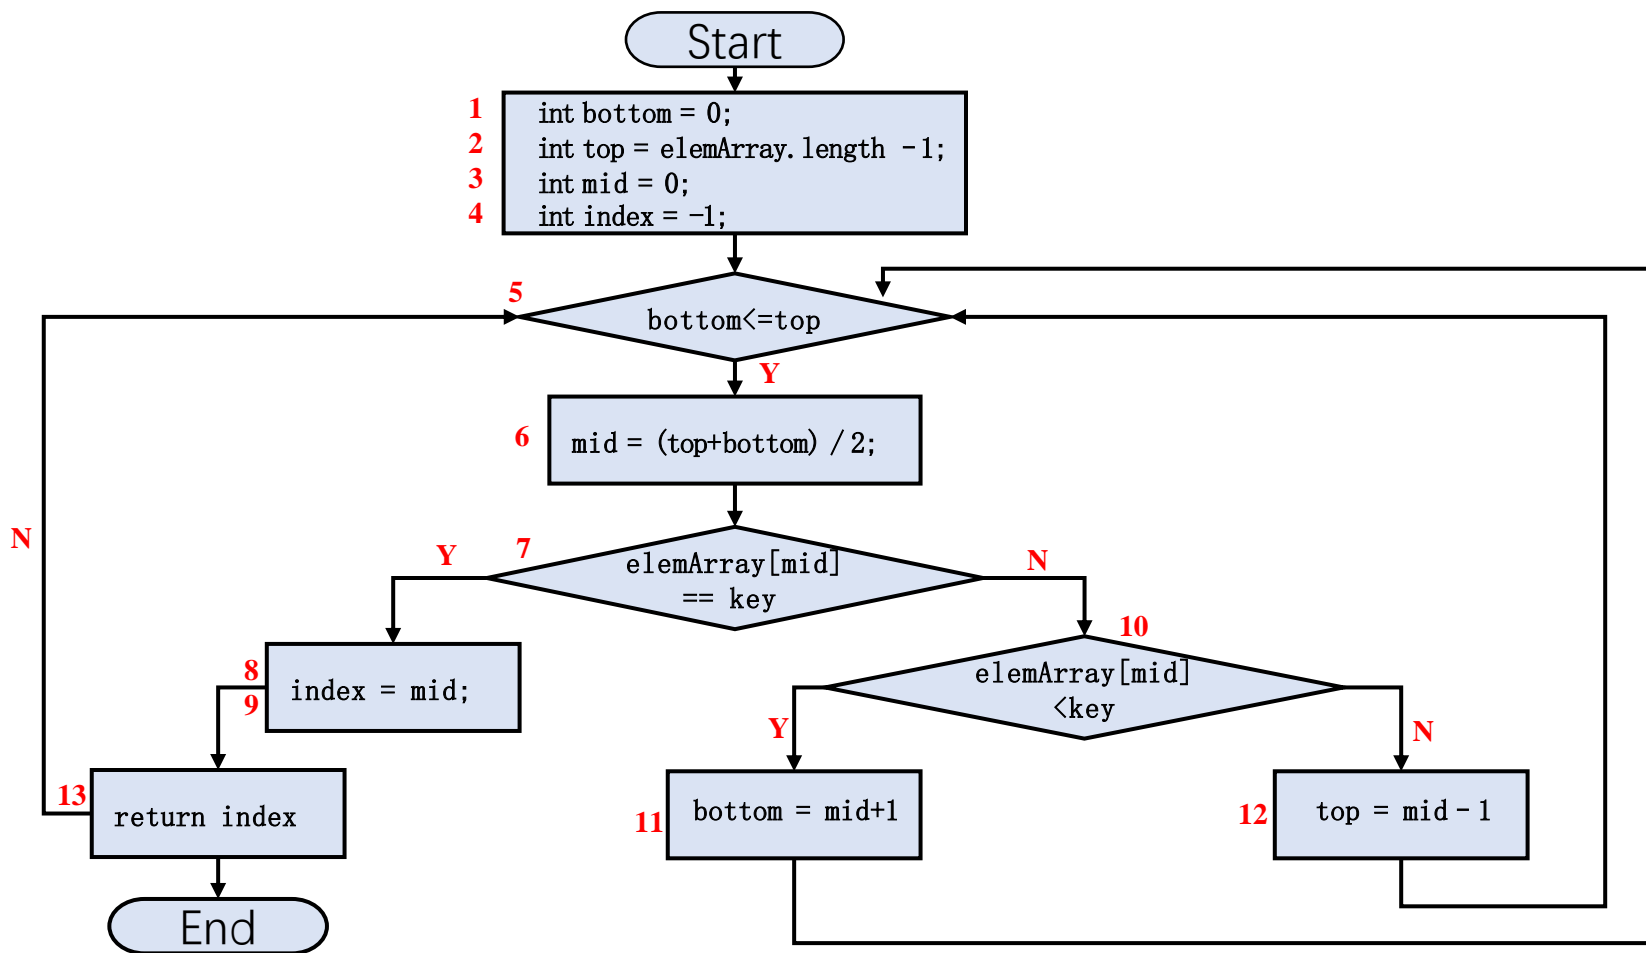 Start
1 int bottom = 0;
2 int top = elemArray.length -1;
3 int mid = 0;
4 int index = -1;
5
bottom<=top
Y
6 mid = (top+bottom) / 2;
N
Y
7
elemArray[mid]
== key
N
10
8
9
index = mid;
elemArray[mid]
<key
Y
N
13
return index
11
bottom = mid+1
12
top = mid - 1
End